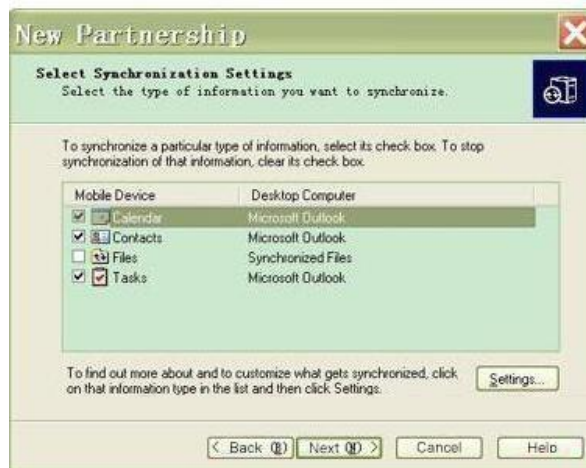 New Partnership
Select Synchronization Settings
Select the type of information you want to synchronize.
To synchronize a particular type of information, select its check box. To stop
synchronization of that information, clear its check box.
Mobile Device Desktop Computer
Calendar Microsoft Outlook
Contacts Microsoft Outlook
Files Synchronized Files
Tasks Microsoft Outlook
To find out more about and to customize what gets synchronized, click
on that information type in the list and then click Settings.
Settings...
< Back (B) Next (N) > Cancel Help